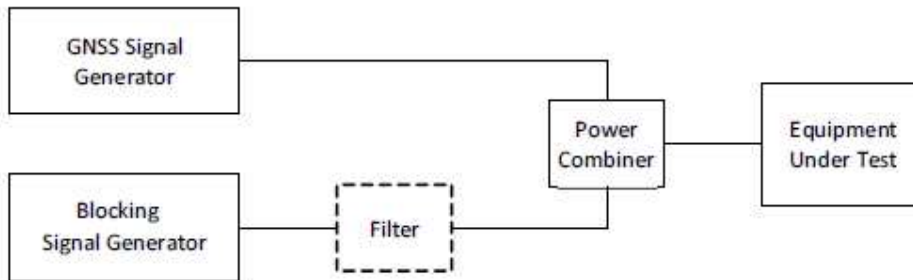 GNSS Signal
Generator
Power
Combiner
Equipment
Under Test
Blocking
Signal Generator
Filter